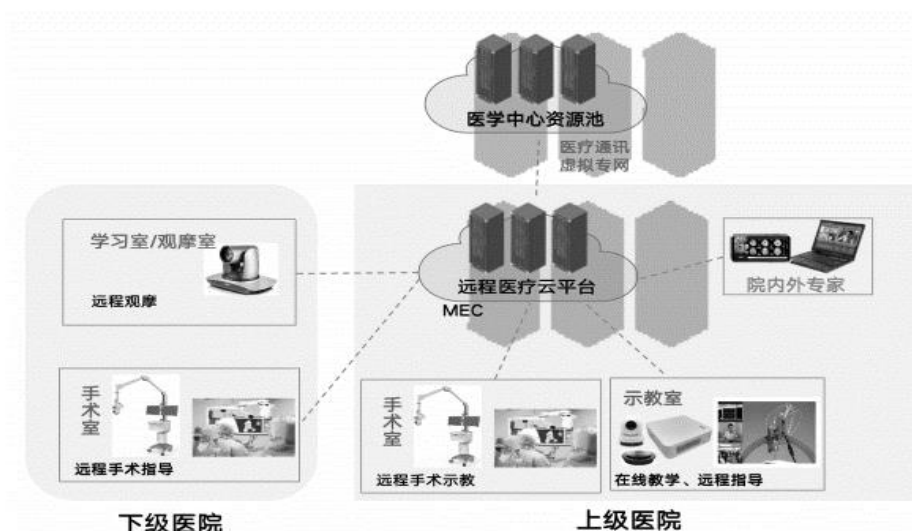 医学中心资源池
医疗通讯
虚拟专网
学习室/观摩室
远程观摩
远程医疗云平台
MEC
院内外专家
手术室
远程手术指导
手术室
远程手术示教
示教室
在线教学、远程指导
下级医院
上级医院